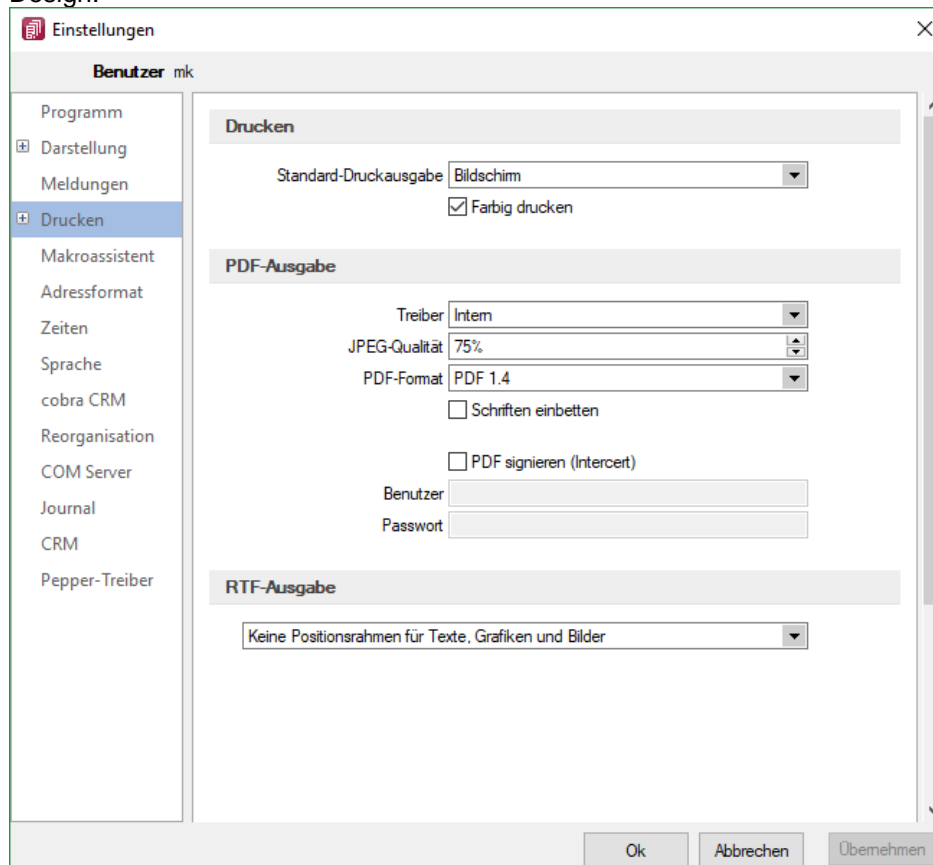 Design.
Einstellungen
Benutzer mk
Programm
Darstellung
Meldungen
Drucken
Makroassistent
Adressformat
Zeiten
Sprache
cobra CRM
Reorganisation
COM Server
Journal
CRM
Pepper-Treiber
Drucken
Standard-Druckausgabe Bildschirm
Farbig drucken
PDF-Ausgabe
Treiber Intern
JPEG-Qualität 75%
PDF-Format PDF 1.4
Schriften einbetten
PDF signieren (Intercert)
Benutzer
Passwort
RTF-Ausgabe
Keine Positionsrahmen für Texte, Grafiken und Bilder
Ok Abbrechen Übernehmen